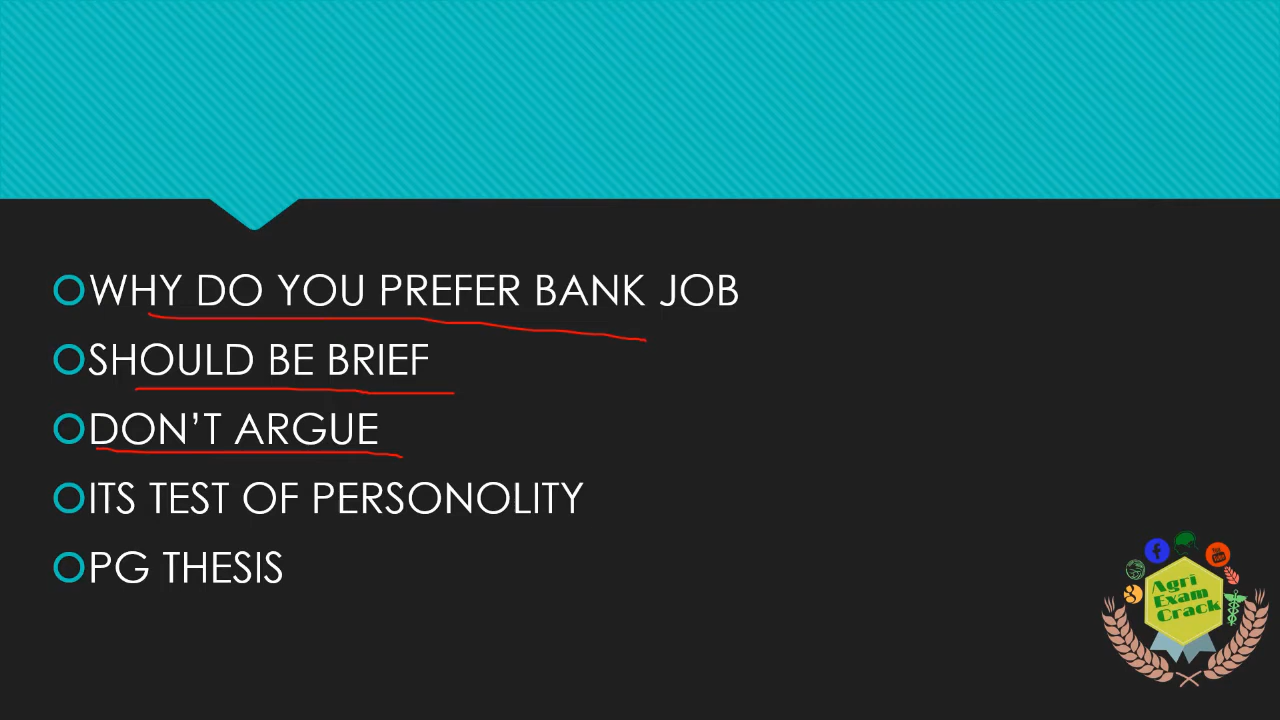 WHY DO YOU PREFER BANK JOB
SHOULD BE BRIEF
DON'T ARGUE
ITS TEST OF PERSONOLITY
PG THESIS
Agri
Exam
Crack